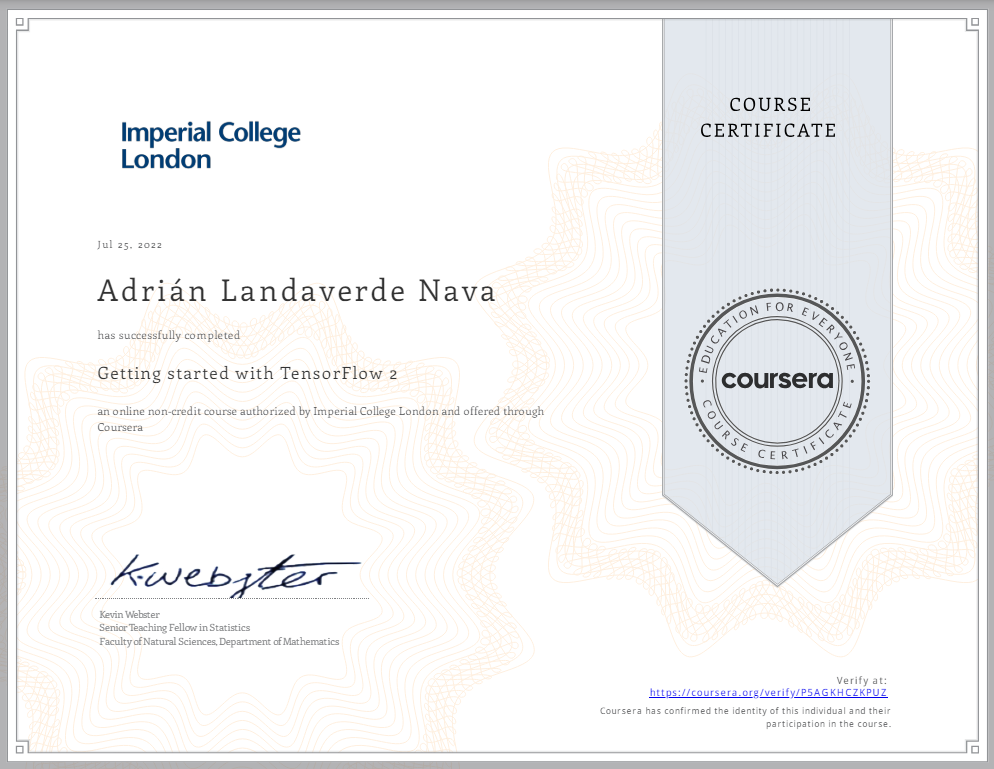 COURSE
CERTIFICATE
Imperial College
London
Jul 25, 2022
Adrián Landaverde Nava
has successfully completed
Getting started with TensorFlow 2
an online non-credit course authorized by Imperial College London and offered through
Coursera
EDUCATION FOR EVERYONE
coursera
COURSE CERTIFICATE
K.webster
Kevin Webster
Senior Teaching Fellow in Statistics
Faculty of Natural Sciences, Department of Mathematics
Verify at:
https://coursera.org/verify/P5AGKHCZKPUZ
Coursera has confirmed the identity of this individual and their
participation in the course.